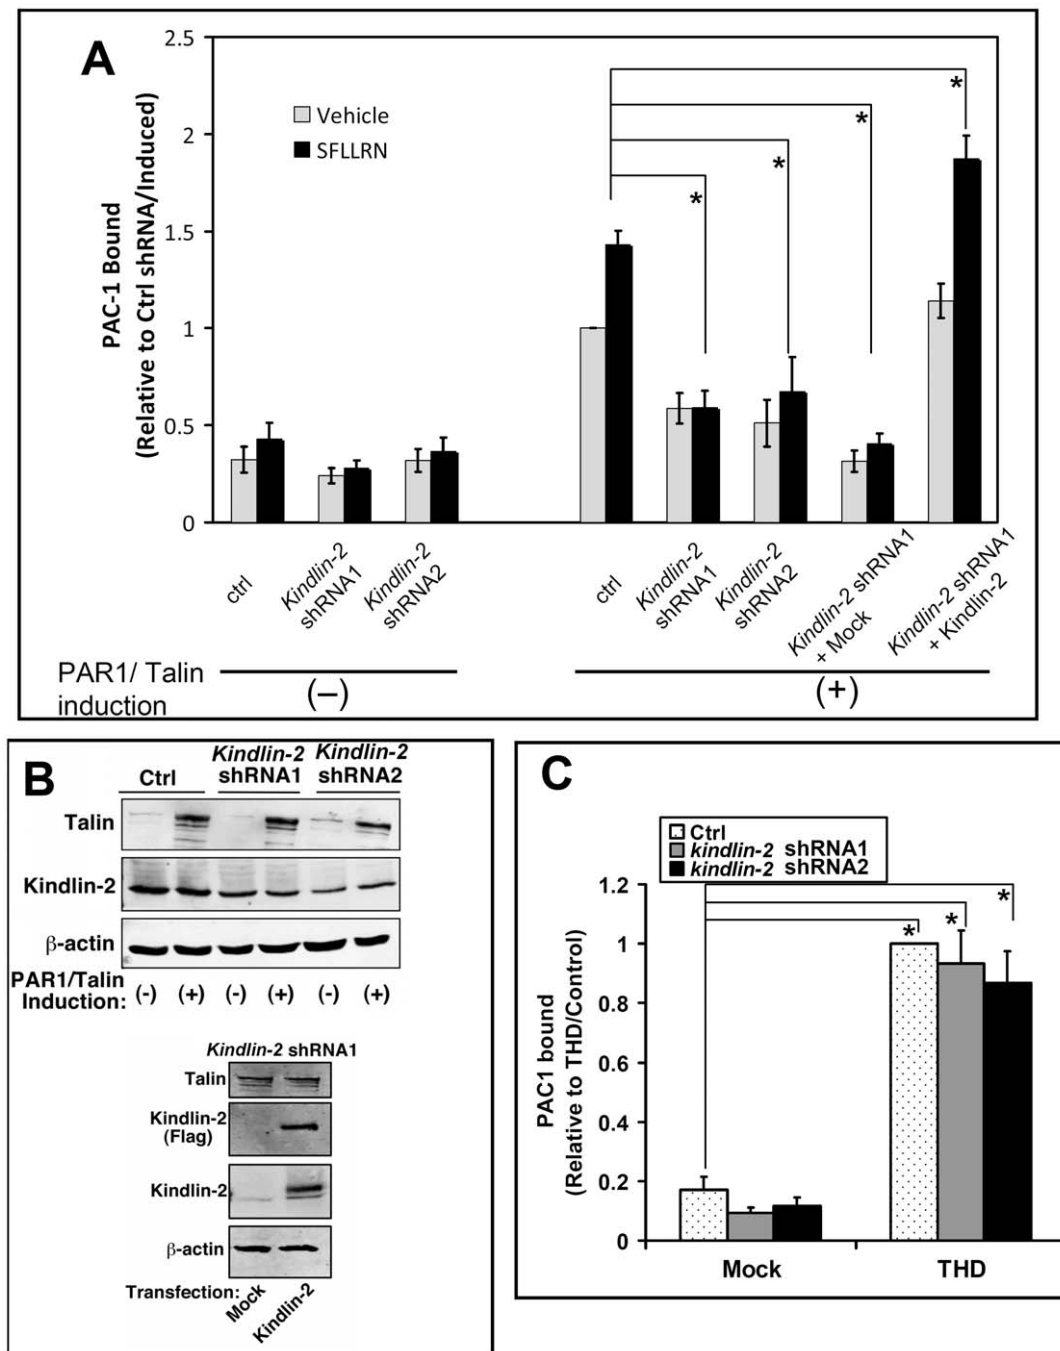 A
2.5
2
1.5
1
0.5
0
PAC-1 Bound
(Relative to Ctrl shRNA/Induced)
Vehicle
SFLLRN
*
*
*
*
ctrl
Kindlin-2
shRNA1
Kindlin-2
shRNA2
ctrl
Kindlin-2
shRNA1
Kindlin-2
shRNA2
Kindlin-2 shRNA1
+ Mock
Kindlin-2 shRNA1
+ Kindlin-2
PAR1/ Talin
induction
(–)
(+)
B
Ctrl
Kindlin-2
shRNA1
Kindlin-2
shRNA2
Talin
Kindlin-2
β-actin
PAR1/Talin
Induction:
(-) (+) (-) (+) (-) (+)
Kindlin-2 shRNA1
Talin
Kindlin-2
(Flag)
Kindlin-2
β-actin
Transfection:
Mock
Kindlin-2
C
Ctrl
kindlin-2 shRNA1
kindlin-2 shRNA2
1.2
1
0.8
0.6
0.4
0.2
0
PAC1 bound
(Relative to THD/Control)
*
*
*
Mock
THD